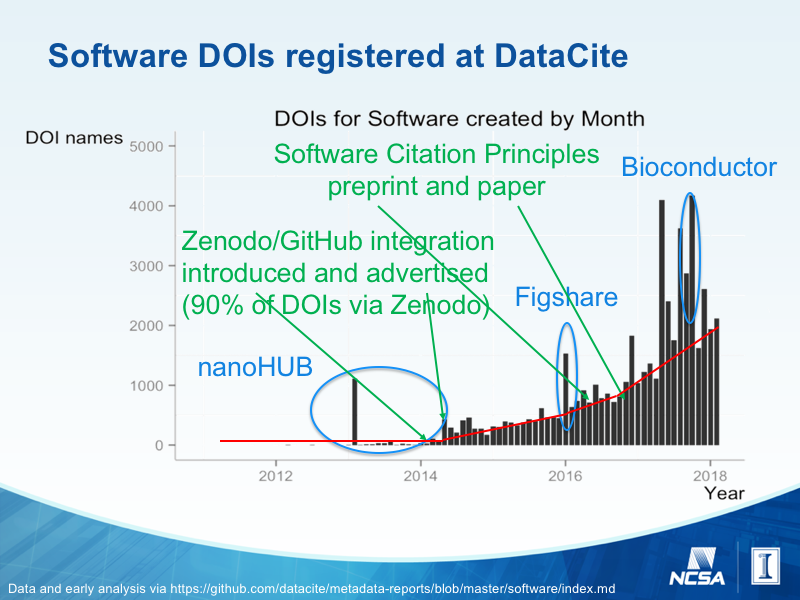 Software DOIs registered at DataCite
DOIs for Software created by Month
DOI names
5000
4000
3000
2000
1000
0
Software Citation Principles
preprint and paper
Bioconductor
Zenodo/GitHub integration
introduced and advertised
(90% of DOIs via Zenodo)
Figshare
nanoHUB
2012
2014
2016
2018
Year
NCSA
I
Data and early analysis via https://github.com/datacite/metadata-reports/blob/master/software/index.md